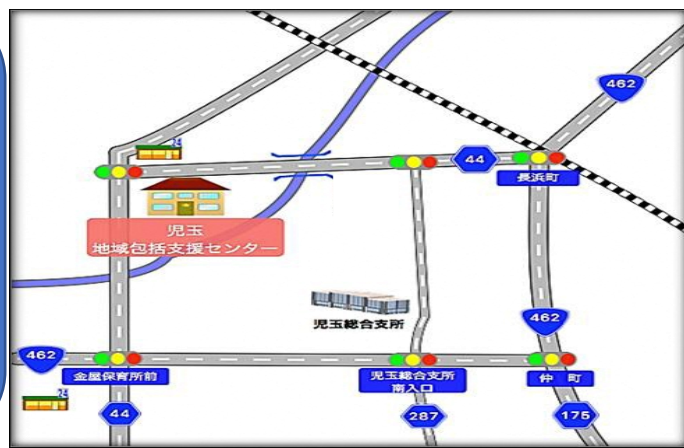 462
24
44
長浜町
児玉
地域包括支援センター
児玉総合支所
462
462
金屋保育所前
児玉総合支所
南入口
仲 町
24
44
287
175